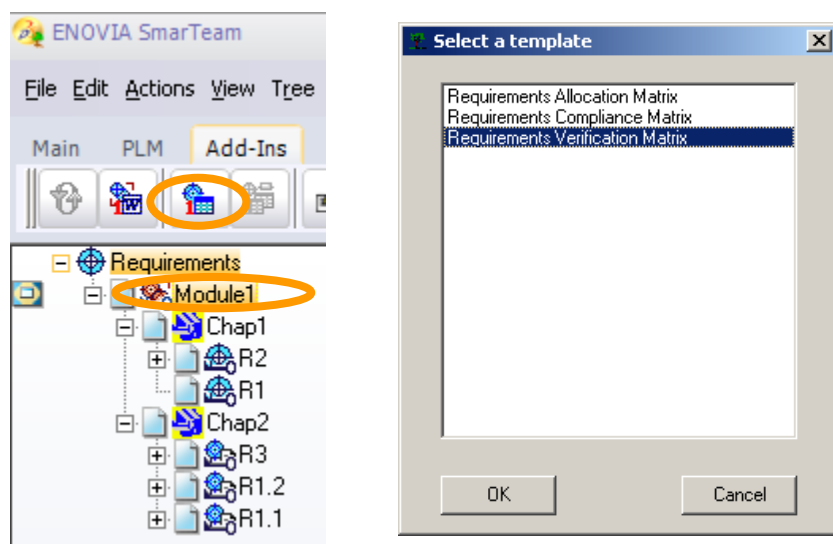 ENOVIA SmarTeam
File Edit Actions View Tree
Main PLM Add-Ins
Requirements
Module1
Chap1
R2
R1
Chap2
R3
R1.2
R1.1
Select a template
Requirements Allocation Matrix
Requirements Compliance Matrix
Requirements Verification Matrix
OK Cancel